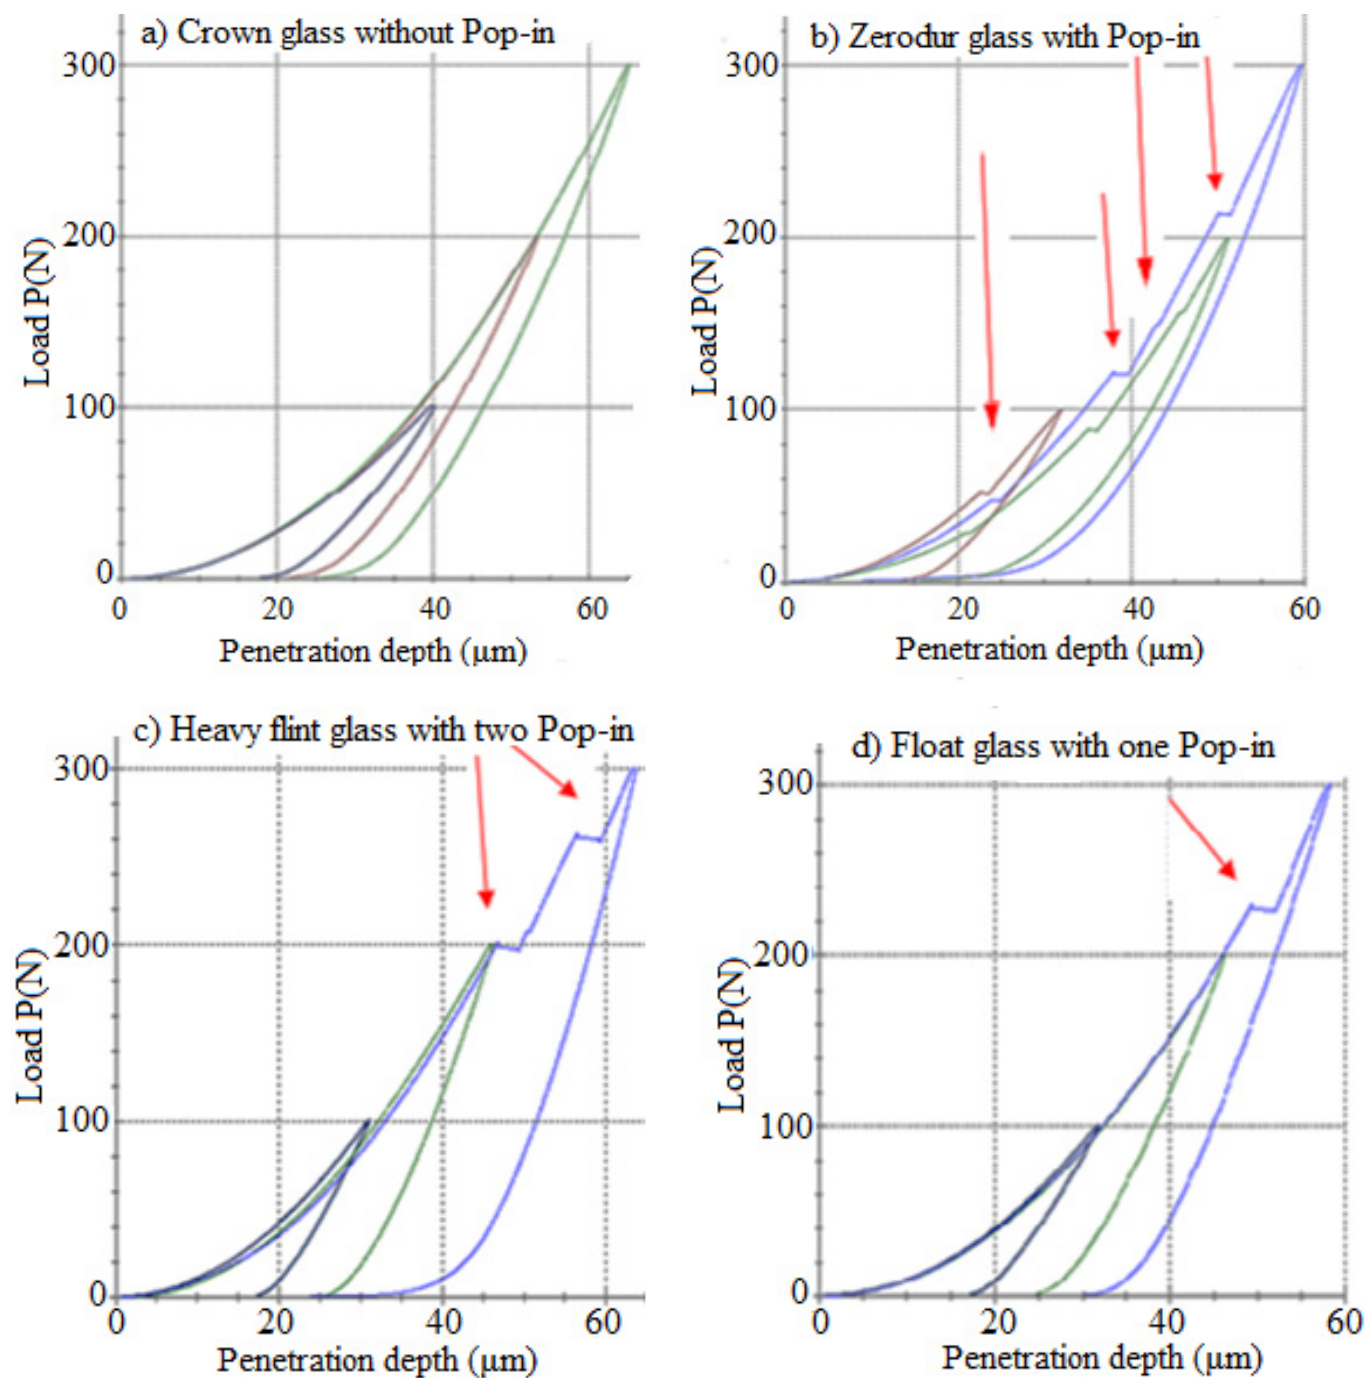 a) Crown glass without Pop-in
300
200
100
0
0 20 40 60
Load P(N)
Penetration depth (µm)
b) Zerodur glass with Pop-in
300
200
100
0
0 20 40 60
Load P(N)
Penetration depth (µm)
c) Heavy flint glass with two Pop-in
300
200
100
0
0 20 40 60
Load P(N)
Penetration depth (µm)
d) Float glass with one Pop-in
300
200
100
0
0 20 40 60
Load P(N)
Penetration depth (µm)